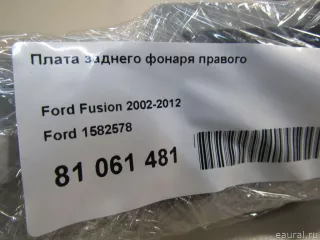 Плата заднего фонаря правого
Ford Fusion 2002-2012
Ford 1582578
81 061 481
eaural.ru